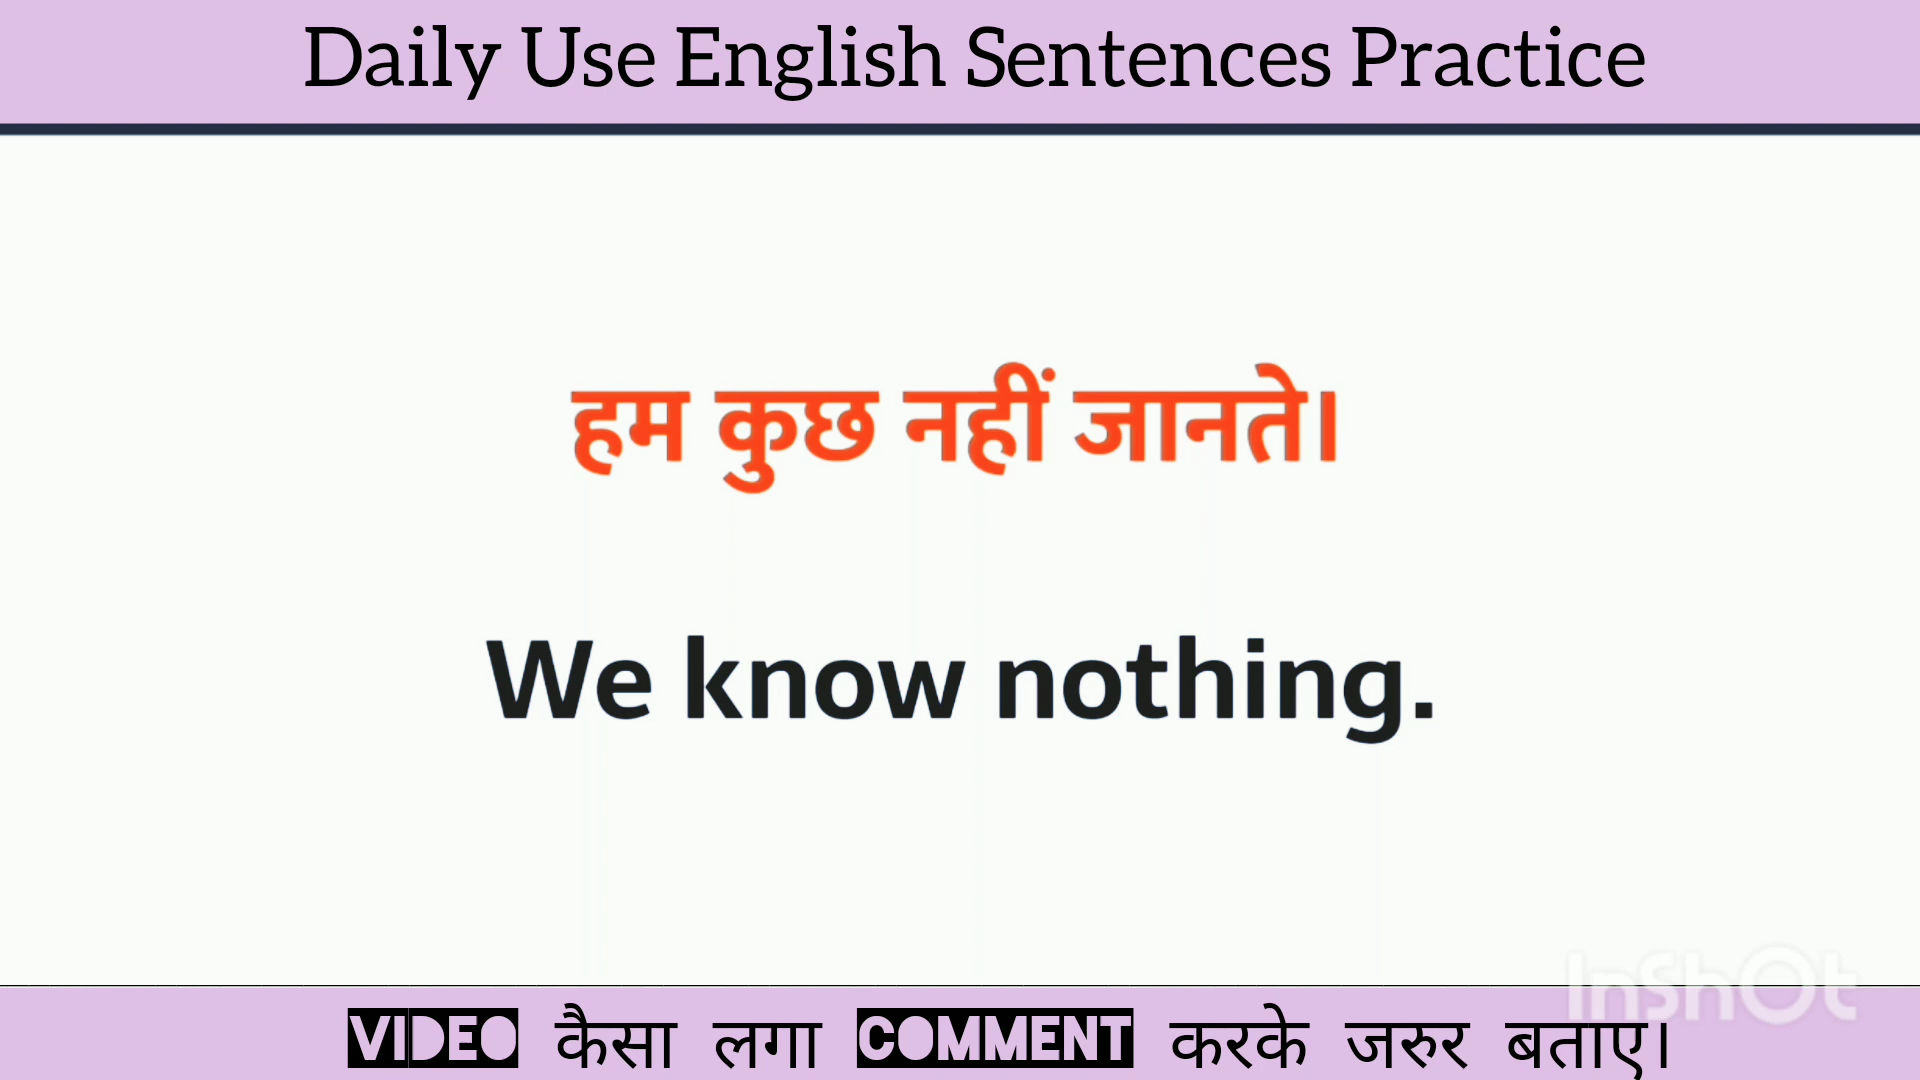 Daily Use English Sentences Practice
हम कुछ नहीं जानते।
We know nothing.
InShOt
VIDEO कैसा लगा COMMENT करके जरुर बताए।